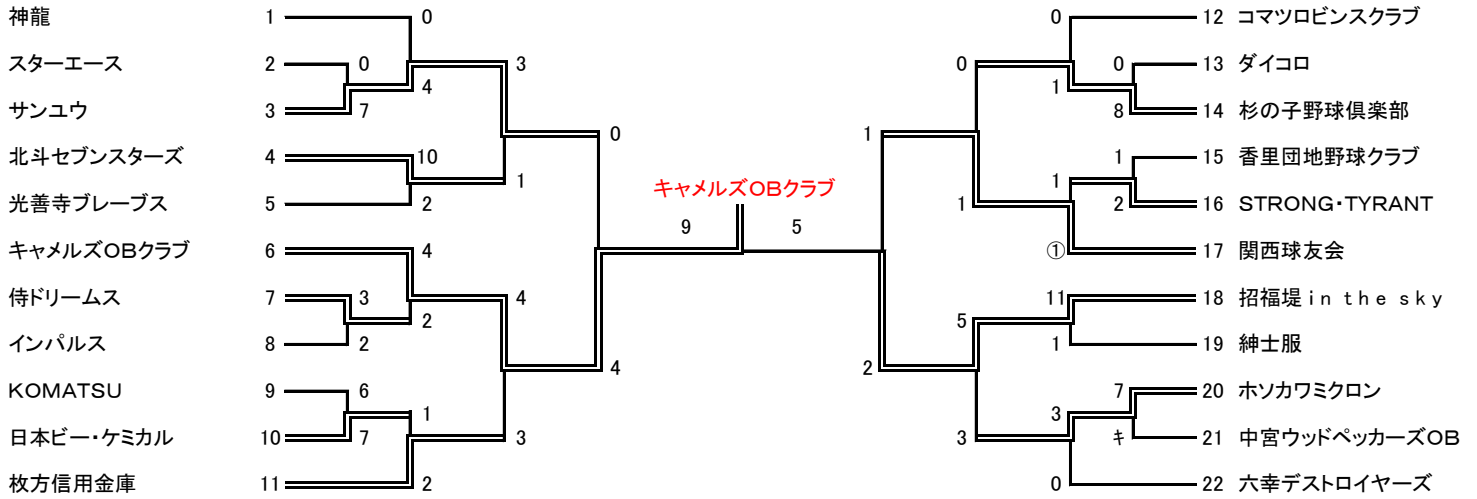 神龍 1 0 0 12 コマツロビンスクラブ
3 0
スターエース 2 0 0 13 ダイコロ
4 1
サンユウ 3 7 8 14 杉の子野球倶楽部
0 1
北斗セブンスターズ 4 10 1 15 香里団地野球クラブ
1 1
キャメルズOBクラブ
光善寺ブレーブス 5 2 1 2 16 STRONG・TYRANT
9 5
キャメルズOBクラブ 6 4 ① 17 関西球友会
侍ドリームス 7 3 4 11 18 招福堤in the sky
2 5
インパルス 8 2 1 19 紳士服
4 2
KOMATSU 9 6 7 20 ホソカワミクロン
1 3
日本ビー・ケミカル 10 7 3 3 キ 21 中宮ウッドペッカーズOB
枚方信用金庫 11 2 0 22 六幸デストロイヤーズ